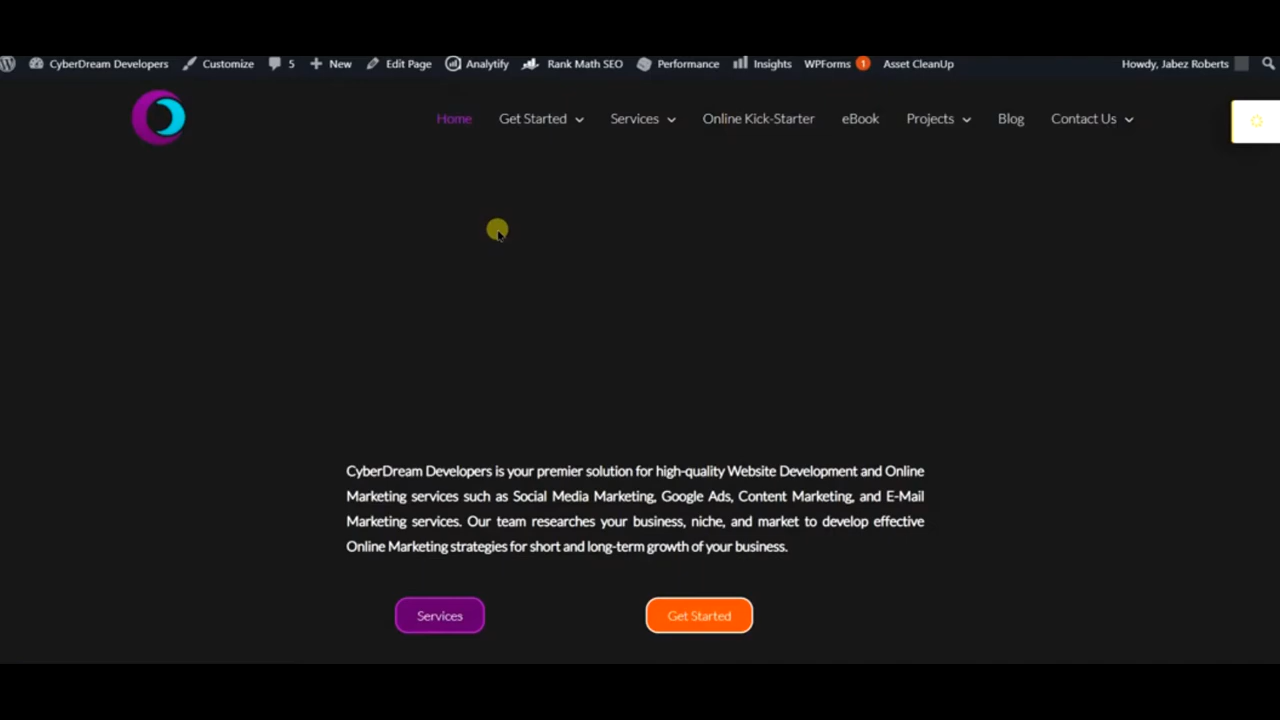 CyberDream Developers Customize 5 New Edit Page Analytify Rank Math SEO Performance Insights WPForms 1 Asset CleanUp Howdy, Jabez Roberts
Home Get Started Services Online Kick-Starter eBook Projects Blog Contact Us
CyberDream Developers is your premier solution for high-quality Website Development and Online
Marketing services such as Social Media Marketing, Google Ads, Content Marketing, and E-Mail
Marketing services. Our team researches your business, niche, and market to develop effective
Online Marketing strategies for short and long-term growth of your business.
Services Get Started